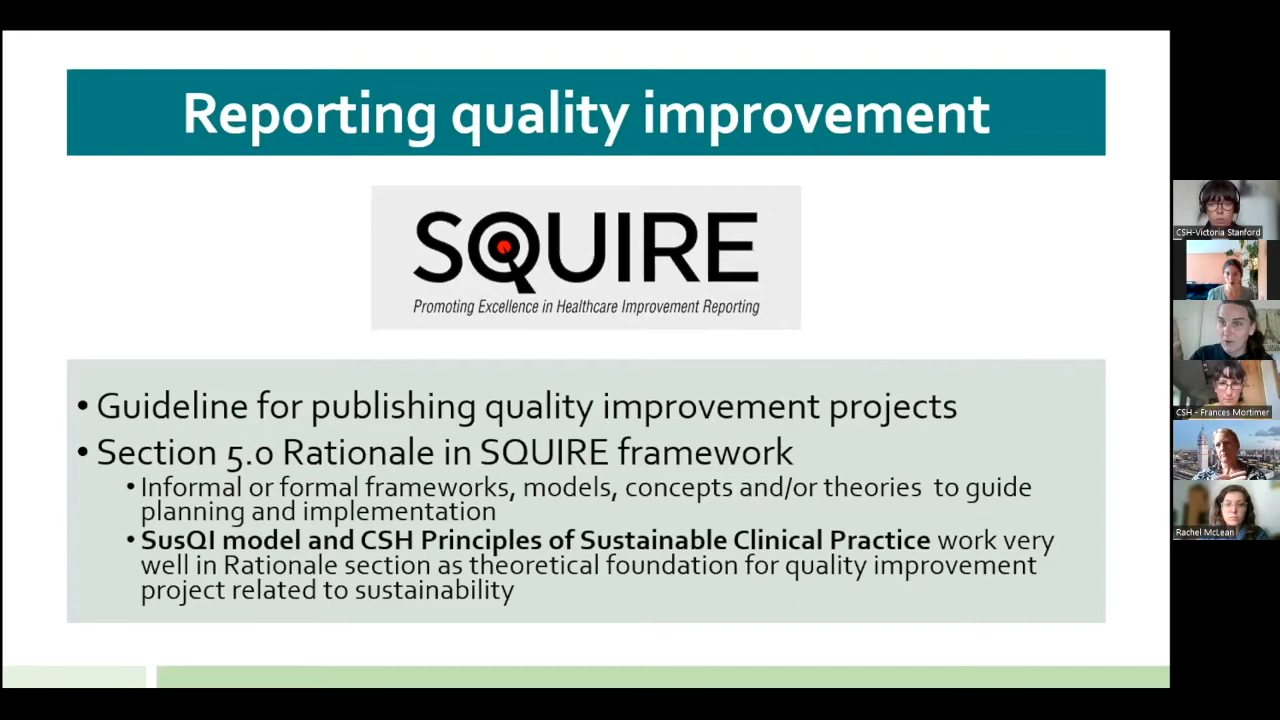 Reporting quality improvement
SQUIRE
Promoting Excellence in Healthcare Improvement Reporting
• Guideline for publishing quality improvement projects
• Section 5.0 Rationale in SQUIRE framework
• Informal or formal frameworks, models, concepts and/or theories to guide
planning and implementation
• SusQI model and CSH Principles of Sustainable Clinical Practice work very
well in Rationale section as theoretical foundation for quality improvement
project related to sustainability
CSH-Victoria Stanford
CSH - Frances Mortimer
Rachel McLean